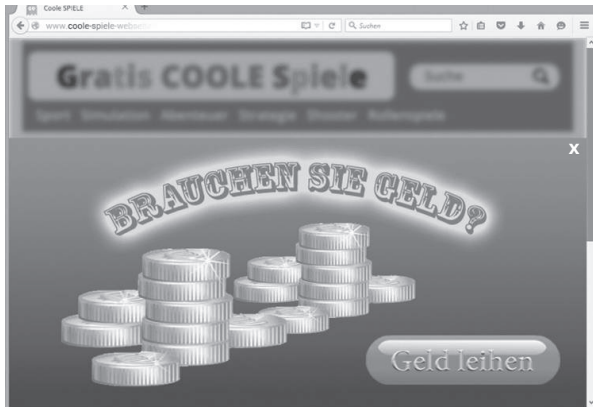 Coole SPIELE
www.coole-spiele-webseite
Suchen
Gratis COOLE Spiele
Suche
Sport Simulation Abenteuer Strategie Shooter Rollenspiele
X
BRAUCHEN SIE GELD?
Geld leihen